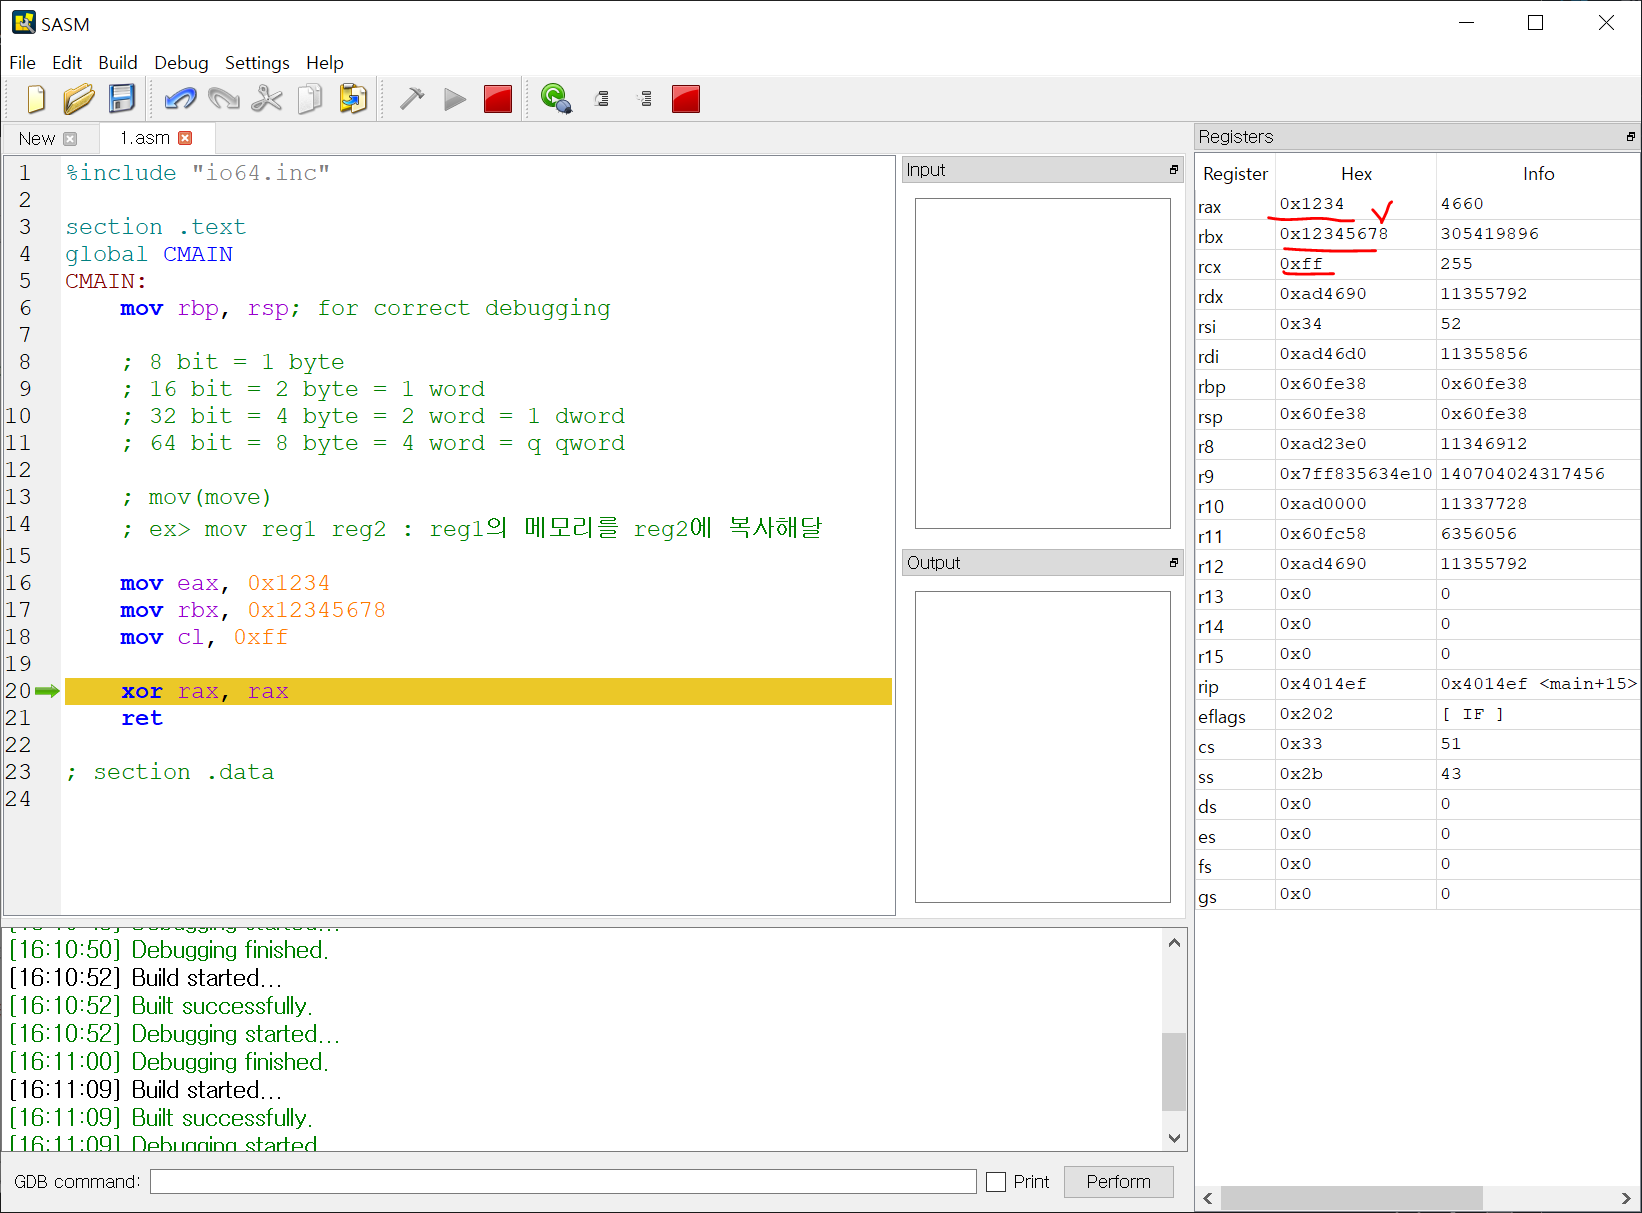 SASM
File Edit Build Debug Settings Help
New
1.asm
1 %include "io64.inc"
2
3 section .text
4 global CMAIN
5 CMAIN:
6 mov rbp, rsp; for correct debugging
7
8 ; 8 bit = 1 byte
9 ; 16 bit = 2 byte = 1 word
10 ; 32 bit = 4 byte = 2 word = 1 dword
11 ; 64 bit = 8 byte = 4 word = q qword
12
13 ; mov(move)
14 ; ex> mov reg1 reg2 : reg1의 메모리를 reg2에 복사해달
15
16 mov eax, 0x1234
17 mov rbx, 0x12345678
18 mov cl, 0xff
19
20 xor rax, rax
21 ret
22
23 ; section .data
24
Input
Output
Registers
Register Hex Info
rax 0x1234 4660
rbx 0x12345678 305419896
rcx 0xff 255
rdx 0xad4690 11355792
rsi 0x34 52
rdi 0xad46d0 11355856
rbp 0x60fe38 0x60fe38
rsp 0x60fe38 0x60fe38
r8 0xad23e0 11346912
r9 0x7ff835634e10 140704024317456
r10 0xad0000 11337728
r11 0x60fc58 6356056
r12 0xad4690 11355792
r13 0x0 0
r14 0x0 0
r15 0x0 0
rip 0x4014ef 0x4014ef <main+15>
eflags 0x202 [ IF ]
cs 0x33 51
ss 0x2b 43
ds 0x0 0
es 0x0 0
fs 0x0 0
gs 0x0 0
[16:10:50] Debugging finished.
[16:10:52] Build started...
[16:10:52] Built successfully.
[16:10:52] Debugging started...
[16:11:00] Debugging finished.
[16:11:09] Build started...
[16:11:09] Built successfully.
[16:11:09] Debugging started
GDB command:
Print
Perform